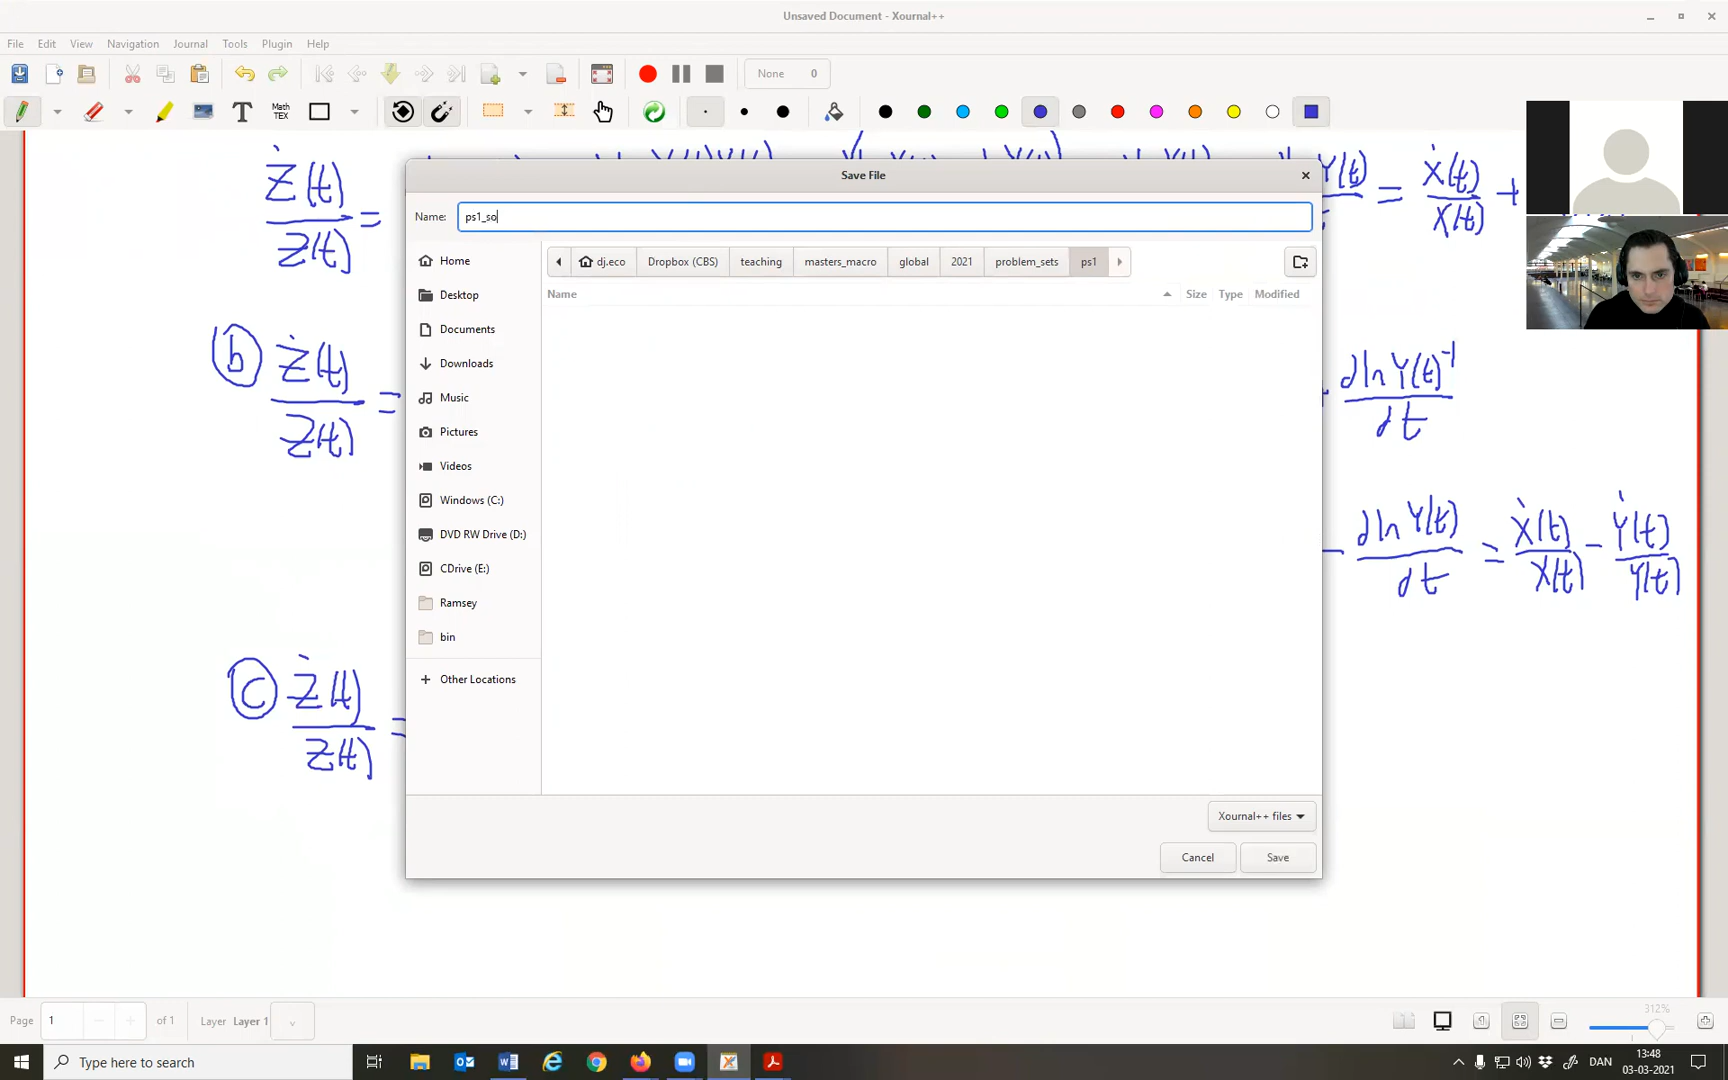 Unsaved Document - Xournal++
File Edit View Navigation Journal Tools Plugin Help
None 0
Math
TEX
Save File
Name: ps1_so
dj.eco Dropbox (CBS) teaching masters_macro global 2021 problem_sets ps1
Name Size Type Modified
Home
Desktop
Documents
Downloads
Music
Pictures
Videos
Windows (C:)
DVD RW Drive (D:)
CDrive (E:)
Ramsey
bin
Other Locations
Xournal++ files
Cancel Save
Ż(t)/Z(t) =
= Ẋ(t)/X(t) +
b Ż(t)/Z(t) =
d ln Y(t)⁻¹/dt
- d ln Y(t)/dt = Ẋ(t)/X(t) - Ẏ(t)/Y(t)
c Ż(t)/Z(t) =
Page 1 of 1 Layer Layer 1
312%
Type here to search
DAN
13:48
03-03-2021